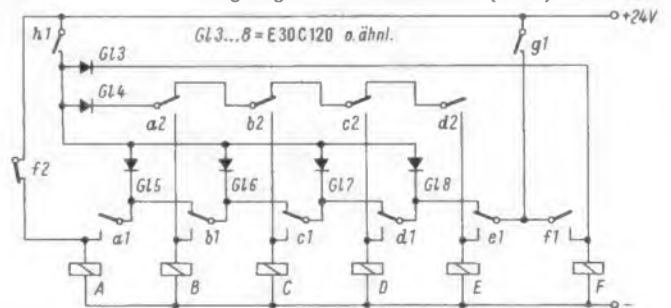 +24V
h1
Gl3...8 = E30C120 o. ähnl.
g1
Gl3
Gl4
a2
b2
c2
d2
f2
Gl5
Gl6
Gl7
Gl8
a1
b1
c1
d1
e1
f1
A
B
C
D
E
F
−